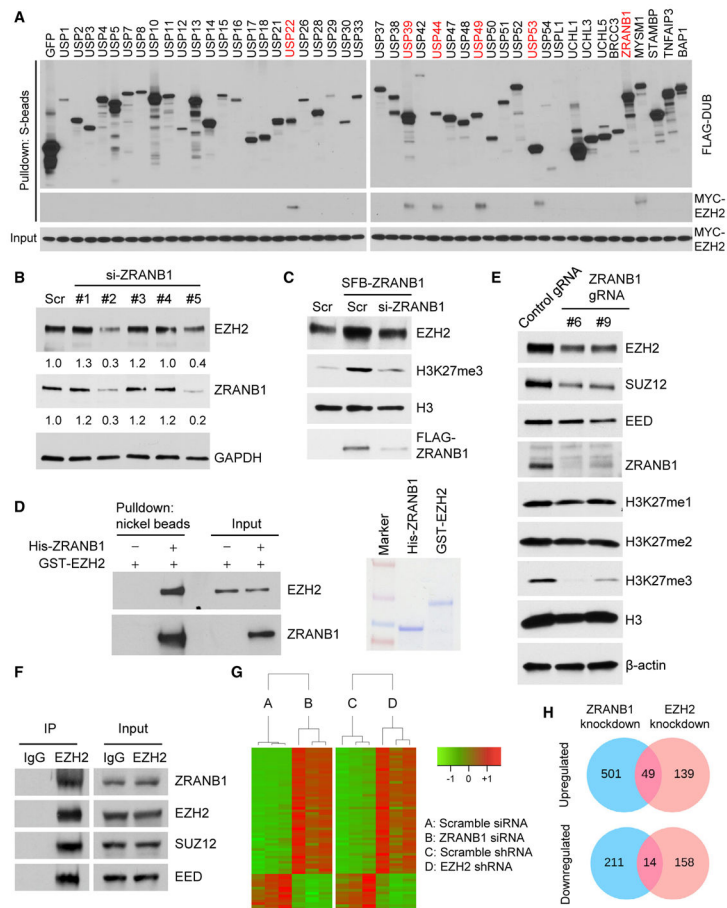 A
GFP
USP1
USP2
USP3
USP4
USP5
USP7
USP8
USP10
USP11
USP12
USP13
USP14
USP15
USP16
USP17
USP18
USP21
USP22
USP26
USP28
USP29
USP30
USP33
USP37
USP38
USP39
USP42
USP44
USP47
USP48
USP49
USP50
USP51
USP52
USP53
USP54
USPL1
UCHL1
UCHL3
UCHL5
BRCC3
ZRANB1
MYSM1
STAMBP
TNFAIP3
BAP1
Pulldown: S-beads
FLAG-DUB
MYC-
EZH2
Input
MYC-
EZH2
B
si-ZRANB1
Scr #1 #2 #3 #4 #5
EZH2
1.0 1.3 0.3 1.2 1.0 0.4
ZRANB1
1.0 1.2 0.3 1.2 1.2 0.2
GAPDH
C
SFB-ZRANB1
Scr Scr si-ZRANB1
EZH2
H3K27me3
H3
FLAG-
ZRANB1
D
Pulldown:
nickel beads
Input
His-ZRANB1 – + – +
GST-EZH2 + + + +
EZH2
ZRANB1
Marker
His-ZRANB1
GST-EZH2
E
Control gRNA
ZRANB1
gRNA
#6 #9
EZH2
SUZ12
EED
ZRANB1
H3K27me1
H3K27me2
H3K27me3
H3
β-actin
F
IP Input
IgG EZH2 IgG EZH2
ZRANB1
EZH2
SUZ12
EED
G
A B C D
-1 0 +1
A: Scramble siRNA
B: ZRANB1 siRNA
C: Scramble shRNA
D: EZH2 shRNA
H
ZRANB1 EZH2
knockdown knockdown
Upregulated
501 49 139
Downregulated
211 14 158